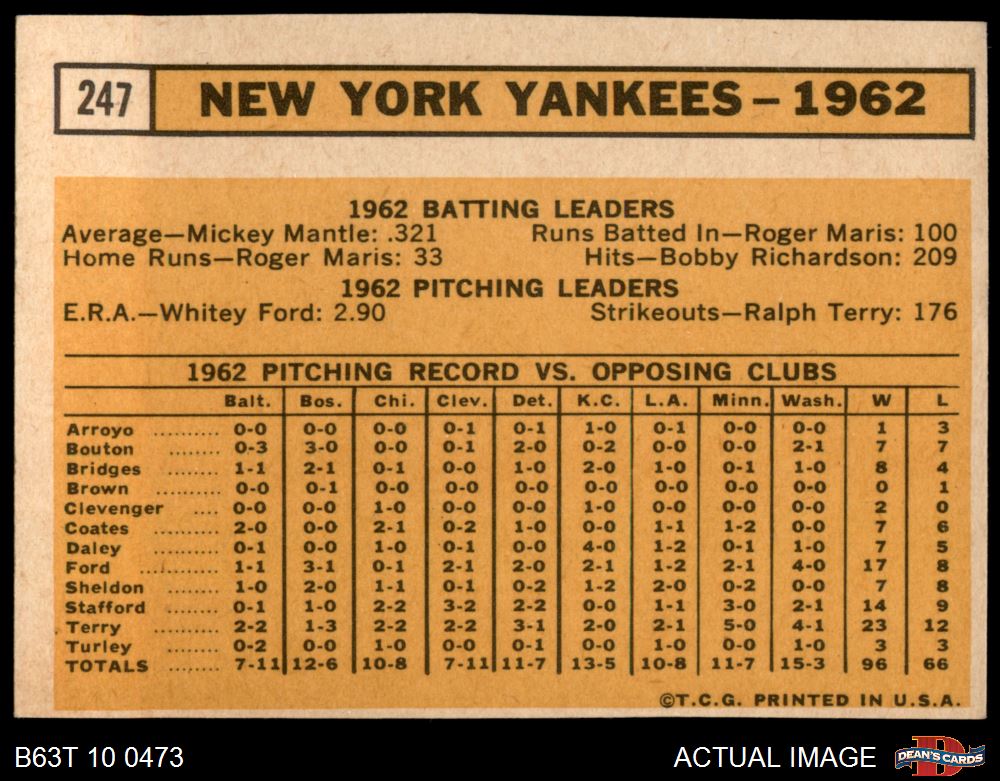 247 NEW YORK YANKEES – 1962
1962 BATTING LEADERS
Average—Mickey Mantle: .321 Runs Batted In—Roger Maris: 100
Home Runs—Roger Maris: 33 Hits—Bobby Richardson: 209
1962 PITCHING LEADERS
E.R.A.—Whitey Ford: 2.90 Strikeouts—Ralph Terry: 176
1962 PITCHING RECORD VS. OPPOSING CLUBS
Balt. Bos. Chi. Clev. Det. K.C. L.A. Minn. Wash. W L
Arroyo .......... 0-0 0-0 0-0 0-1 0-1 1-0 0-1 0-0 0-0 1 3
Bouton ........ 0-3 3-0 0-0 0-1 2-0 0-2 0-0 0-0 2-1 7 7
Bridges ........ 1-1 2-1 0-1 0-0 1-0 2-0 1-0 0-1 1-0 8 4
Brown .......... 0-0 0-1 0-0 0-0 0-0 0-0 0-0 0-0 0-0 0 1
Clevenger .... 0-0 0-0 1-0 0-0 0-0 1-0 0-0 0-0 0-0 2 0
Coates .......... 2-0 0-0 2-1 0-2 1-0 0-0 1-1 1-2 0-0 7 6
Daley .......... 0-1 0-0 1-0 0-1 0-0 4-0 1-2 0-1 1-0 7 5
Ford ............ 1-1 3-1 0-1 2-1 2-0 2-1 1-2 2-1 4-0 17 8
Sheldon ........ 1-0 2-0 1-1 0-1 0-2 1-2 2-0 0-2 0-0 7 8
Stafford ........ 0-1 1-0 2-2 3-2 2-2 0-0 1-1 3-0 2-1 14 9
Terry .......... 2-2 1-3 2-2 2-2 3-1 2-0 2-1 5-0 4-1 23 12
Turley .......... 0-2 0-0 1-0 0-0 0-1 0-0 1-0 0-0 1-0 3 3
TOTALS ........ 7-11 12-6 10-8 7-11 11-7 13-5 10-8 11-7 15-3 96 66
©T.C.G. PRINTED IN U.S.A.
B63T 10 0473 ACTUAL IMAGE D DEAN'S CARDS